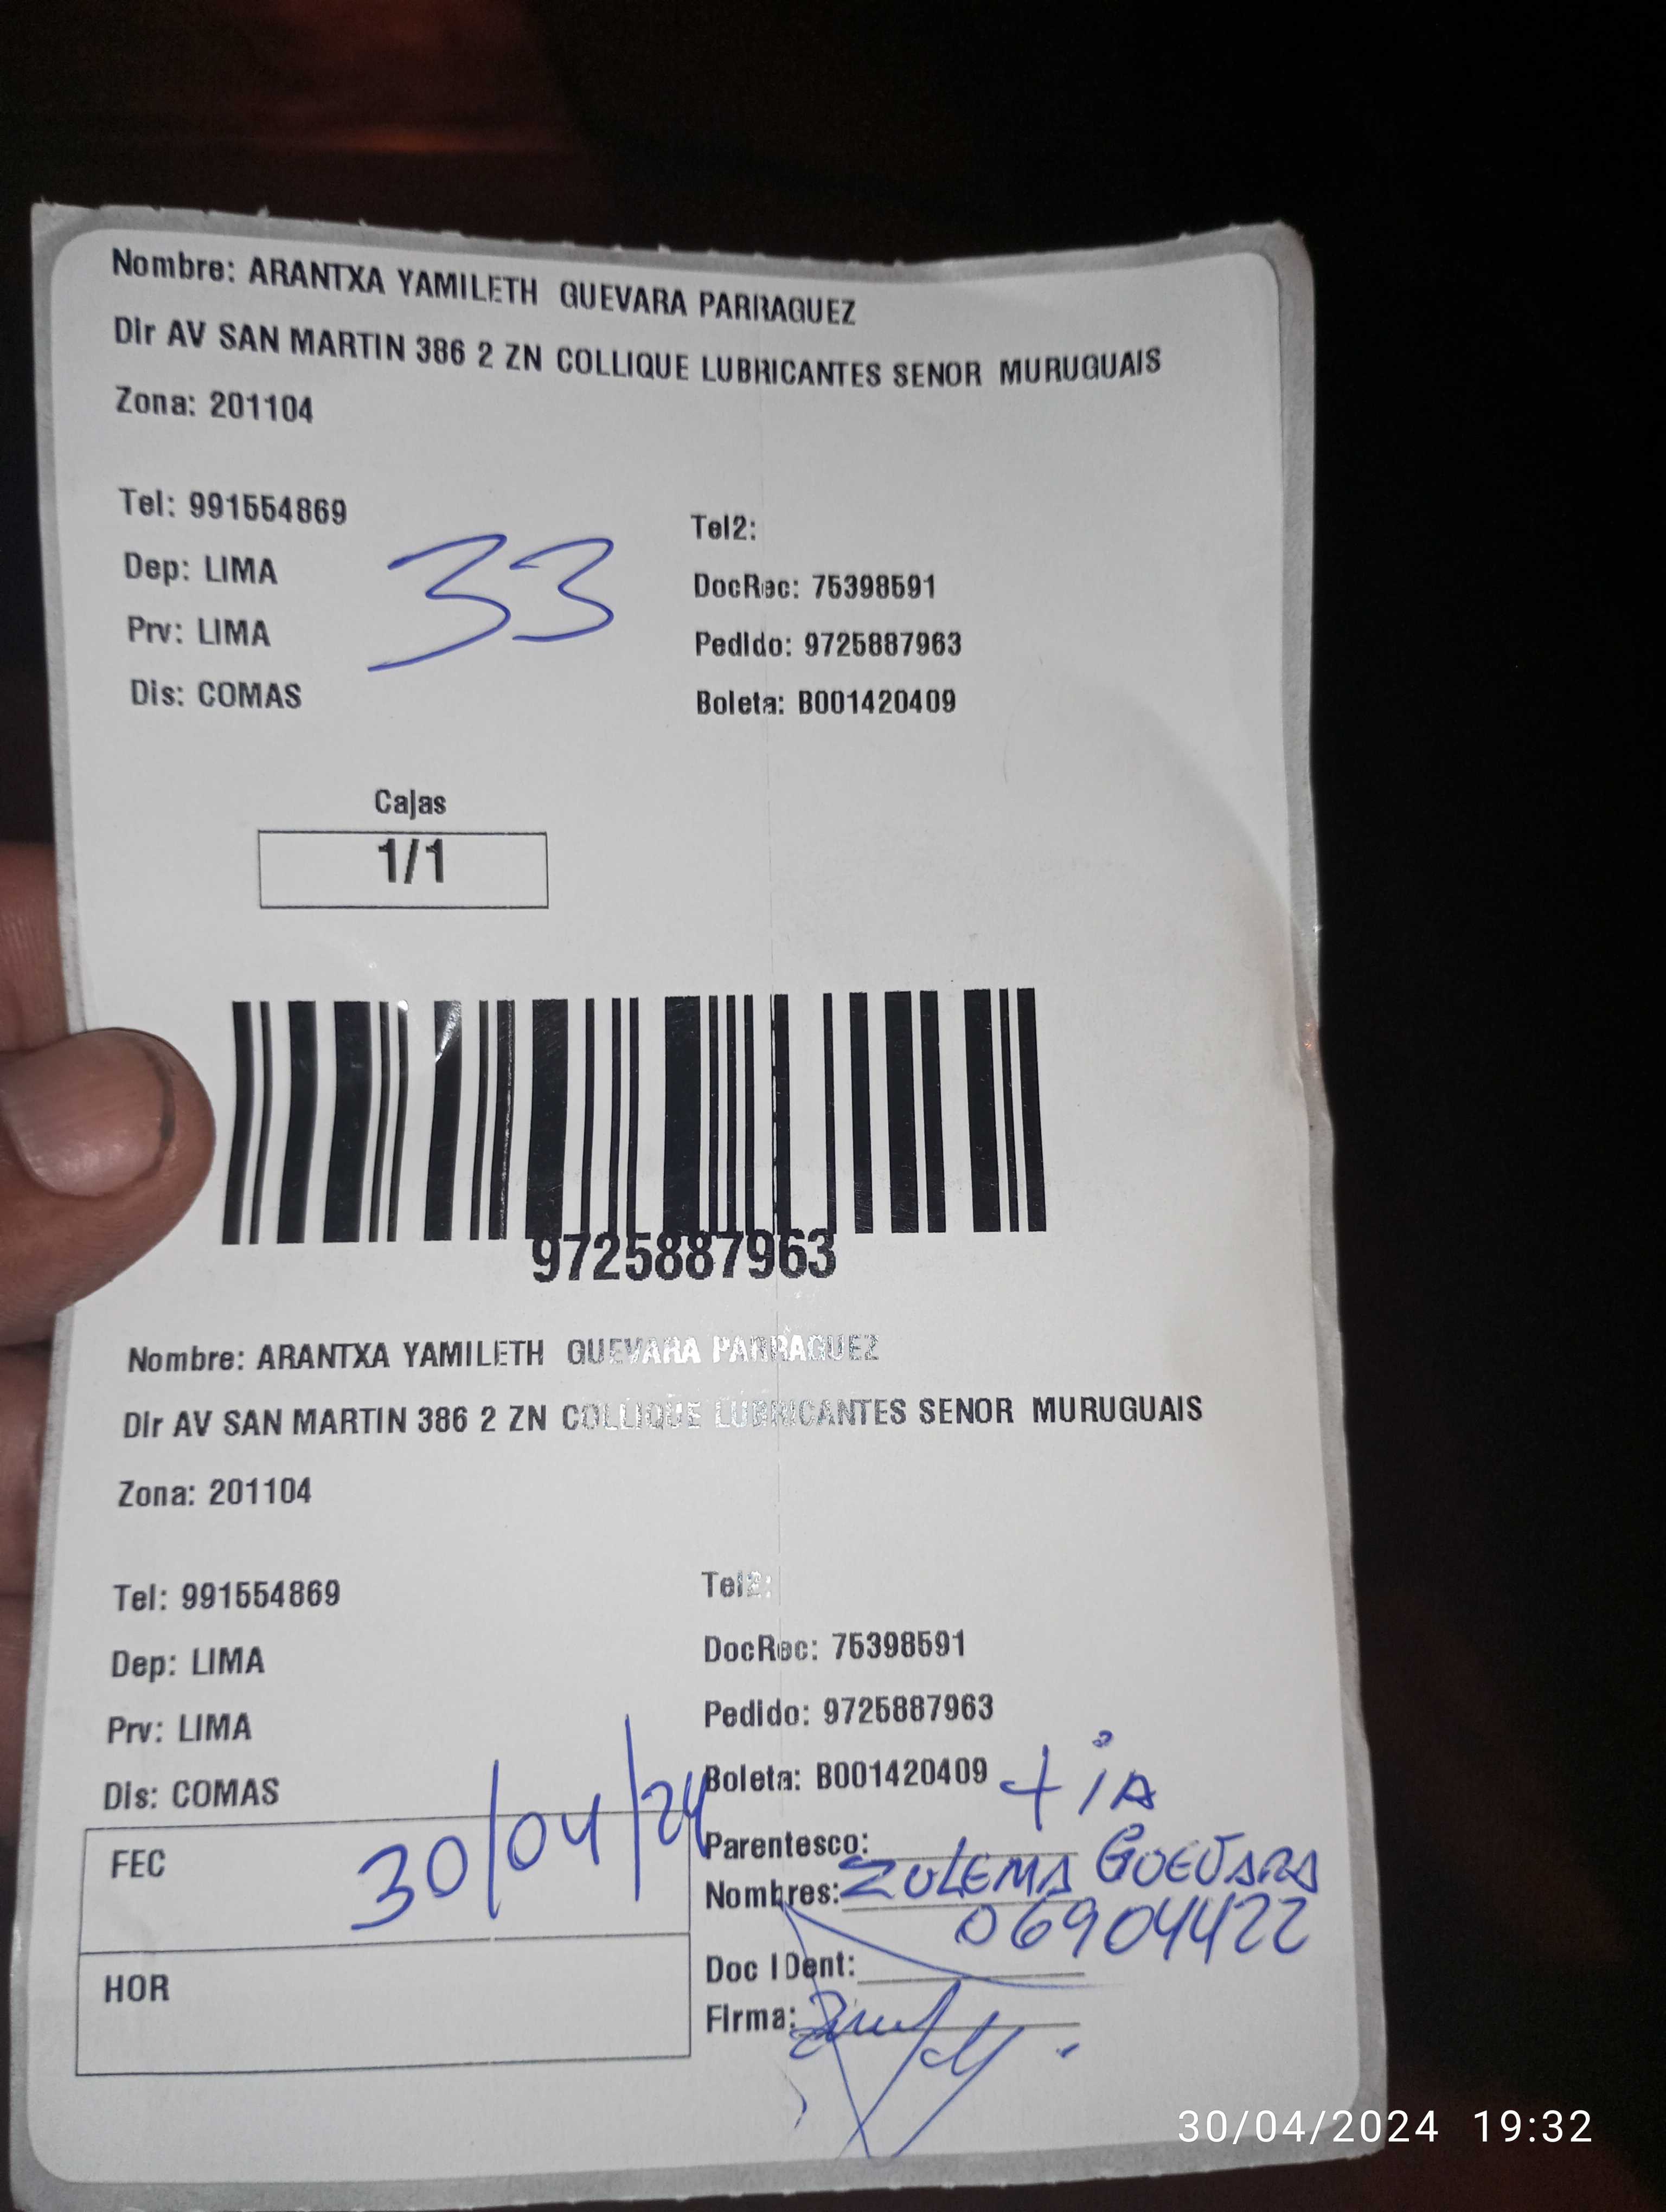 Nombre: ARANTXA YAMILETH GUEVARA PARRAGUEZ
Dir AV SAN MARTIN 386 2 ZN COLLIQUE LUBRICANTES SENOR MURUGUAIS
Zona: 201104
Tel: 991554869
Tel2:
Dep: LIMA
33
DocRec: 75398591
Prv: LIMA
Pedido: 9725887963
Dis: COMAS
Boleta: B001420409
Cajas
1/1
9725887963
Nombre: ARANTXA YAMILETH GUEVARA PARRAGUEZ
Dir AV SAN MARTIN 386 2 ZN COLLIQUE LUBRICANTES SENOR MURUGUAIS
Zona: 201104
Tel: 991554869
Tel2:
Dep: LIMA
DocRec: 75398591
Prv: LIMA
Pedido: 9725887963
Dis: COMAS
Boleta: B001420409
FEC 30/04/24
Parentesco: tiA
Nombres: ZULEMA GUEVARA
HOR
Doc IDent: 06904422
Firma:
30/04/2024 19:32